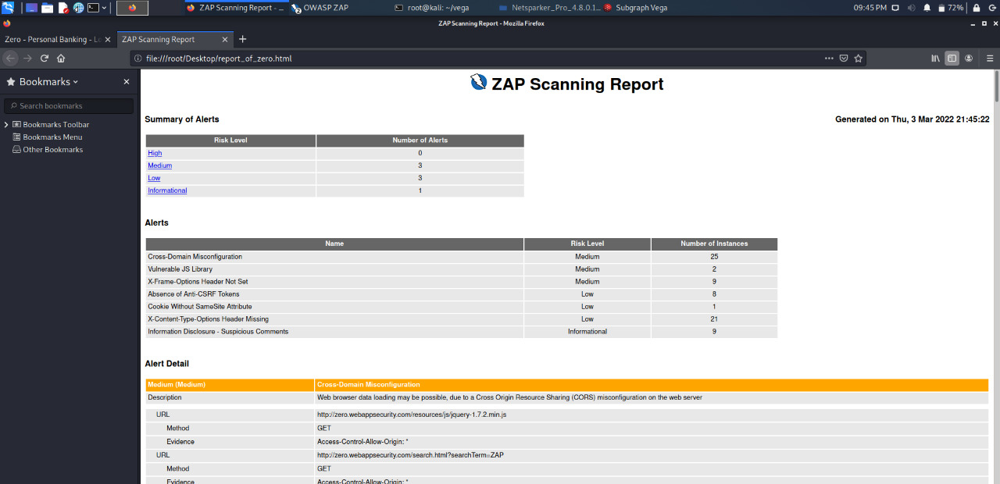 ZAP Scanning Report - ...
OWASP ZAP
root@kali: ~/vega
Netsparker_Pro_4.8.0.1...
Subgraph Vega
09:45 PM
72%
ZAP Scanning Report - Mozilla Firefox
Zero - Personal Banking - Lo
ZAP Scanning Report
file:///root/Desktop/report_of_zero.html
Bookmarks
Search bookmarks
Bookmarks Toolbar
Bookmarks Menu
Other Bookmarks
ZAP Scanning Report
Summary of Alerts
Generated on Thu, 3 Mar 2022 21:45:22
Risk Level Number of Alerts
High 0
Medium 3
Low 3
Informational 1
Alerts
Name Risk Level Number of Instances
Cross-Domain Misconfiguration Medium 25
Vulnerable JS Library Medium 2
X-Frame-Options Header Not Set Medium 9
Absence of Anti-CSRF Tokens Low 8
Cookie Without SameSite Attribute Low 1
X-Content-Type-Options Header Missing Low 21
Information Disclosure - Suspicious Comments Informational 9
Alert Detail
Medium (Medium) Cross-Domain Misconfiguration
Description Web browser data loading may be possible, due to a Cross Origin Resource Sharing (CORS) misconfiguration on the web server
URL http://zero.webappsecurity.com/resources/js/jquery-1.7.2.min.js
Method GET
Evidence Access-Control-Allow-Origin: *
URL http://zero.webappsecurity.com/search.html?searchTerm=ZAP
Method GET
Evidence Access-Control-Allow-Origin: *